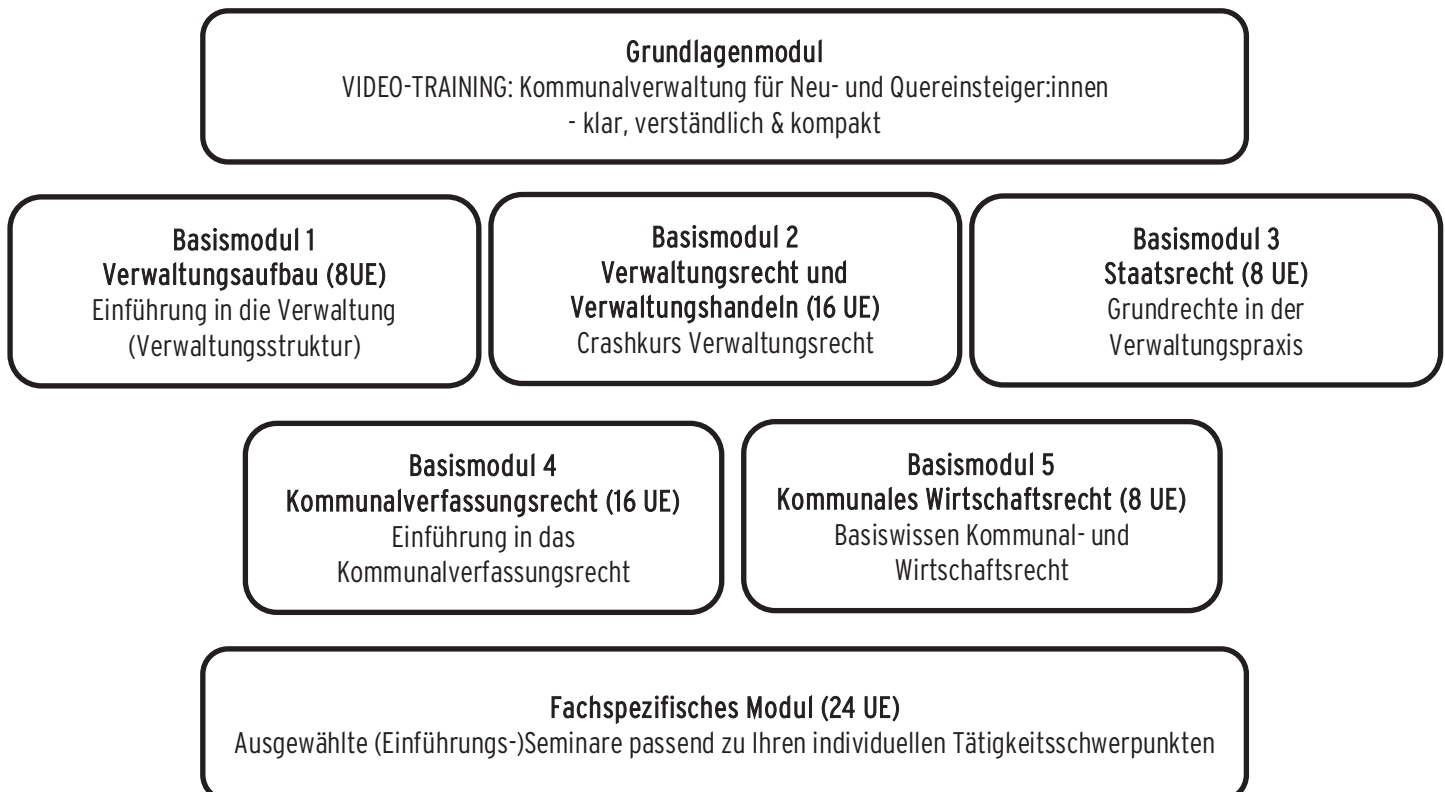 Grundlagenmodul
VIDEO-TRAINING: Kommunalverwaltung für Neu- und Quereinsteiger:innen
- klar, verständlich & kompakt
Basismodul 1
Verwaltungsaufbau (8UE)
Einführung in die Verwaltung
(Verwaltungsstruktur)
Basismodul 2
Verwaltungsrecht und
Verwaltungshandeln (16 UE)
Crashkurs Verwaltungsrecht
Basismodul 3
Staatsrecht (8 UE)
Grundrechte in der
Verwaltungspraxis
Basismodul 4
Kommunalverfassungsrecht (16 UE)
Einführung in das
Kommunalverfassungsrecht
Basismodul 5
Kommunales Wirtschaftsrecht (8 UE)
Basiswissen Kommunal- und
Wirtschaftsrecht
Fachspezifisches Modul (24 UE)
Ausgewählte (Einführungs-)Seminare passend zu Ihren individuellen Tätigkeitsschwerpunkten